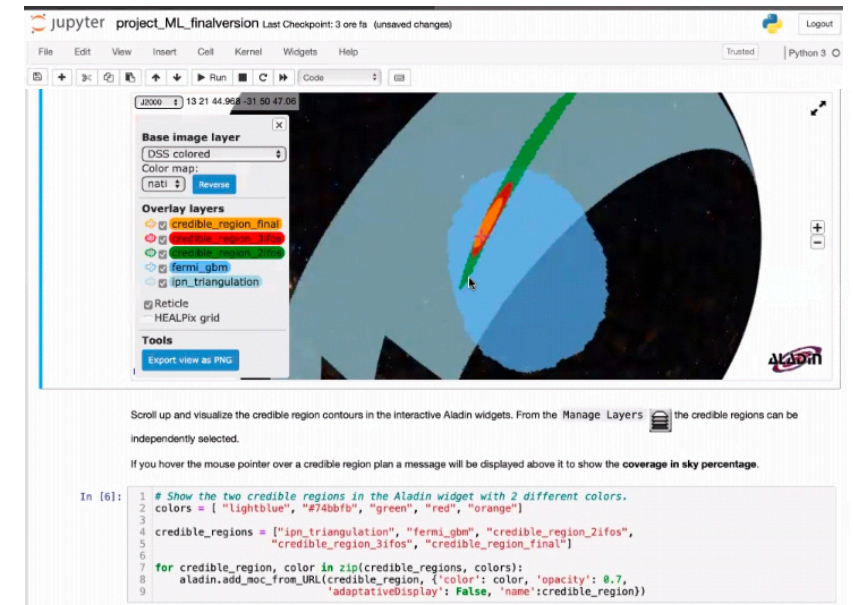 jupyter project_ML_finalversion Last Checkpoint: 3 ore fa (unsaved changes)
Logout
File Edit View Insert Cell Kernel Widgets Help
Trusted
Python 3
Run
Code
J2000 13 21 44.968 -31 50 47.06
Base image layer
DSS colored
Color map:
nati
Reverse
Overlay layers
credible_region_final
credible_region_3ifos
credible_region_2ifos
fermi_gbm
ipn_triangulation
Reticle
HEALPix grid
Tools
Export view as PNG
+
−
ALADIN
Scroll up and visualize the credible region contours in the interactive Aladin widgets. From the Manage Layers the credible regions can be
independently selected.
If you hover the mouse pointer over a credible region plan a message will be displayed above it to show the coverage in sky percentage.
In [6]:
1 # Show the two credible regions in the Aladin widget with 2 different colors.
2 colors = [ "lightblue", "#74bbfb", "green", "red", "orange"]
3
4 credible_regions = ["ipn_triangulation", "fermi_gbm", "credible_region_2ifos",
5 "credible_region_3ifos", "credible_region_final"]
6
7 for credible_region, color in zip(credible_regions, colors):
8 aladin.add_moc_from_URL(credible_region, {'color': color, 'opacity': 0.7,
9 'adaptativeDisplay': False, 'name':credible_region})